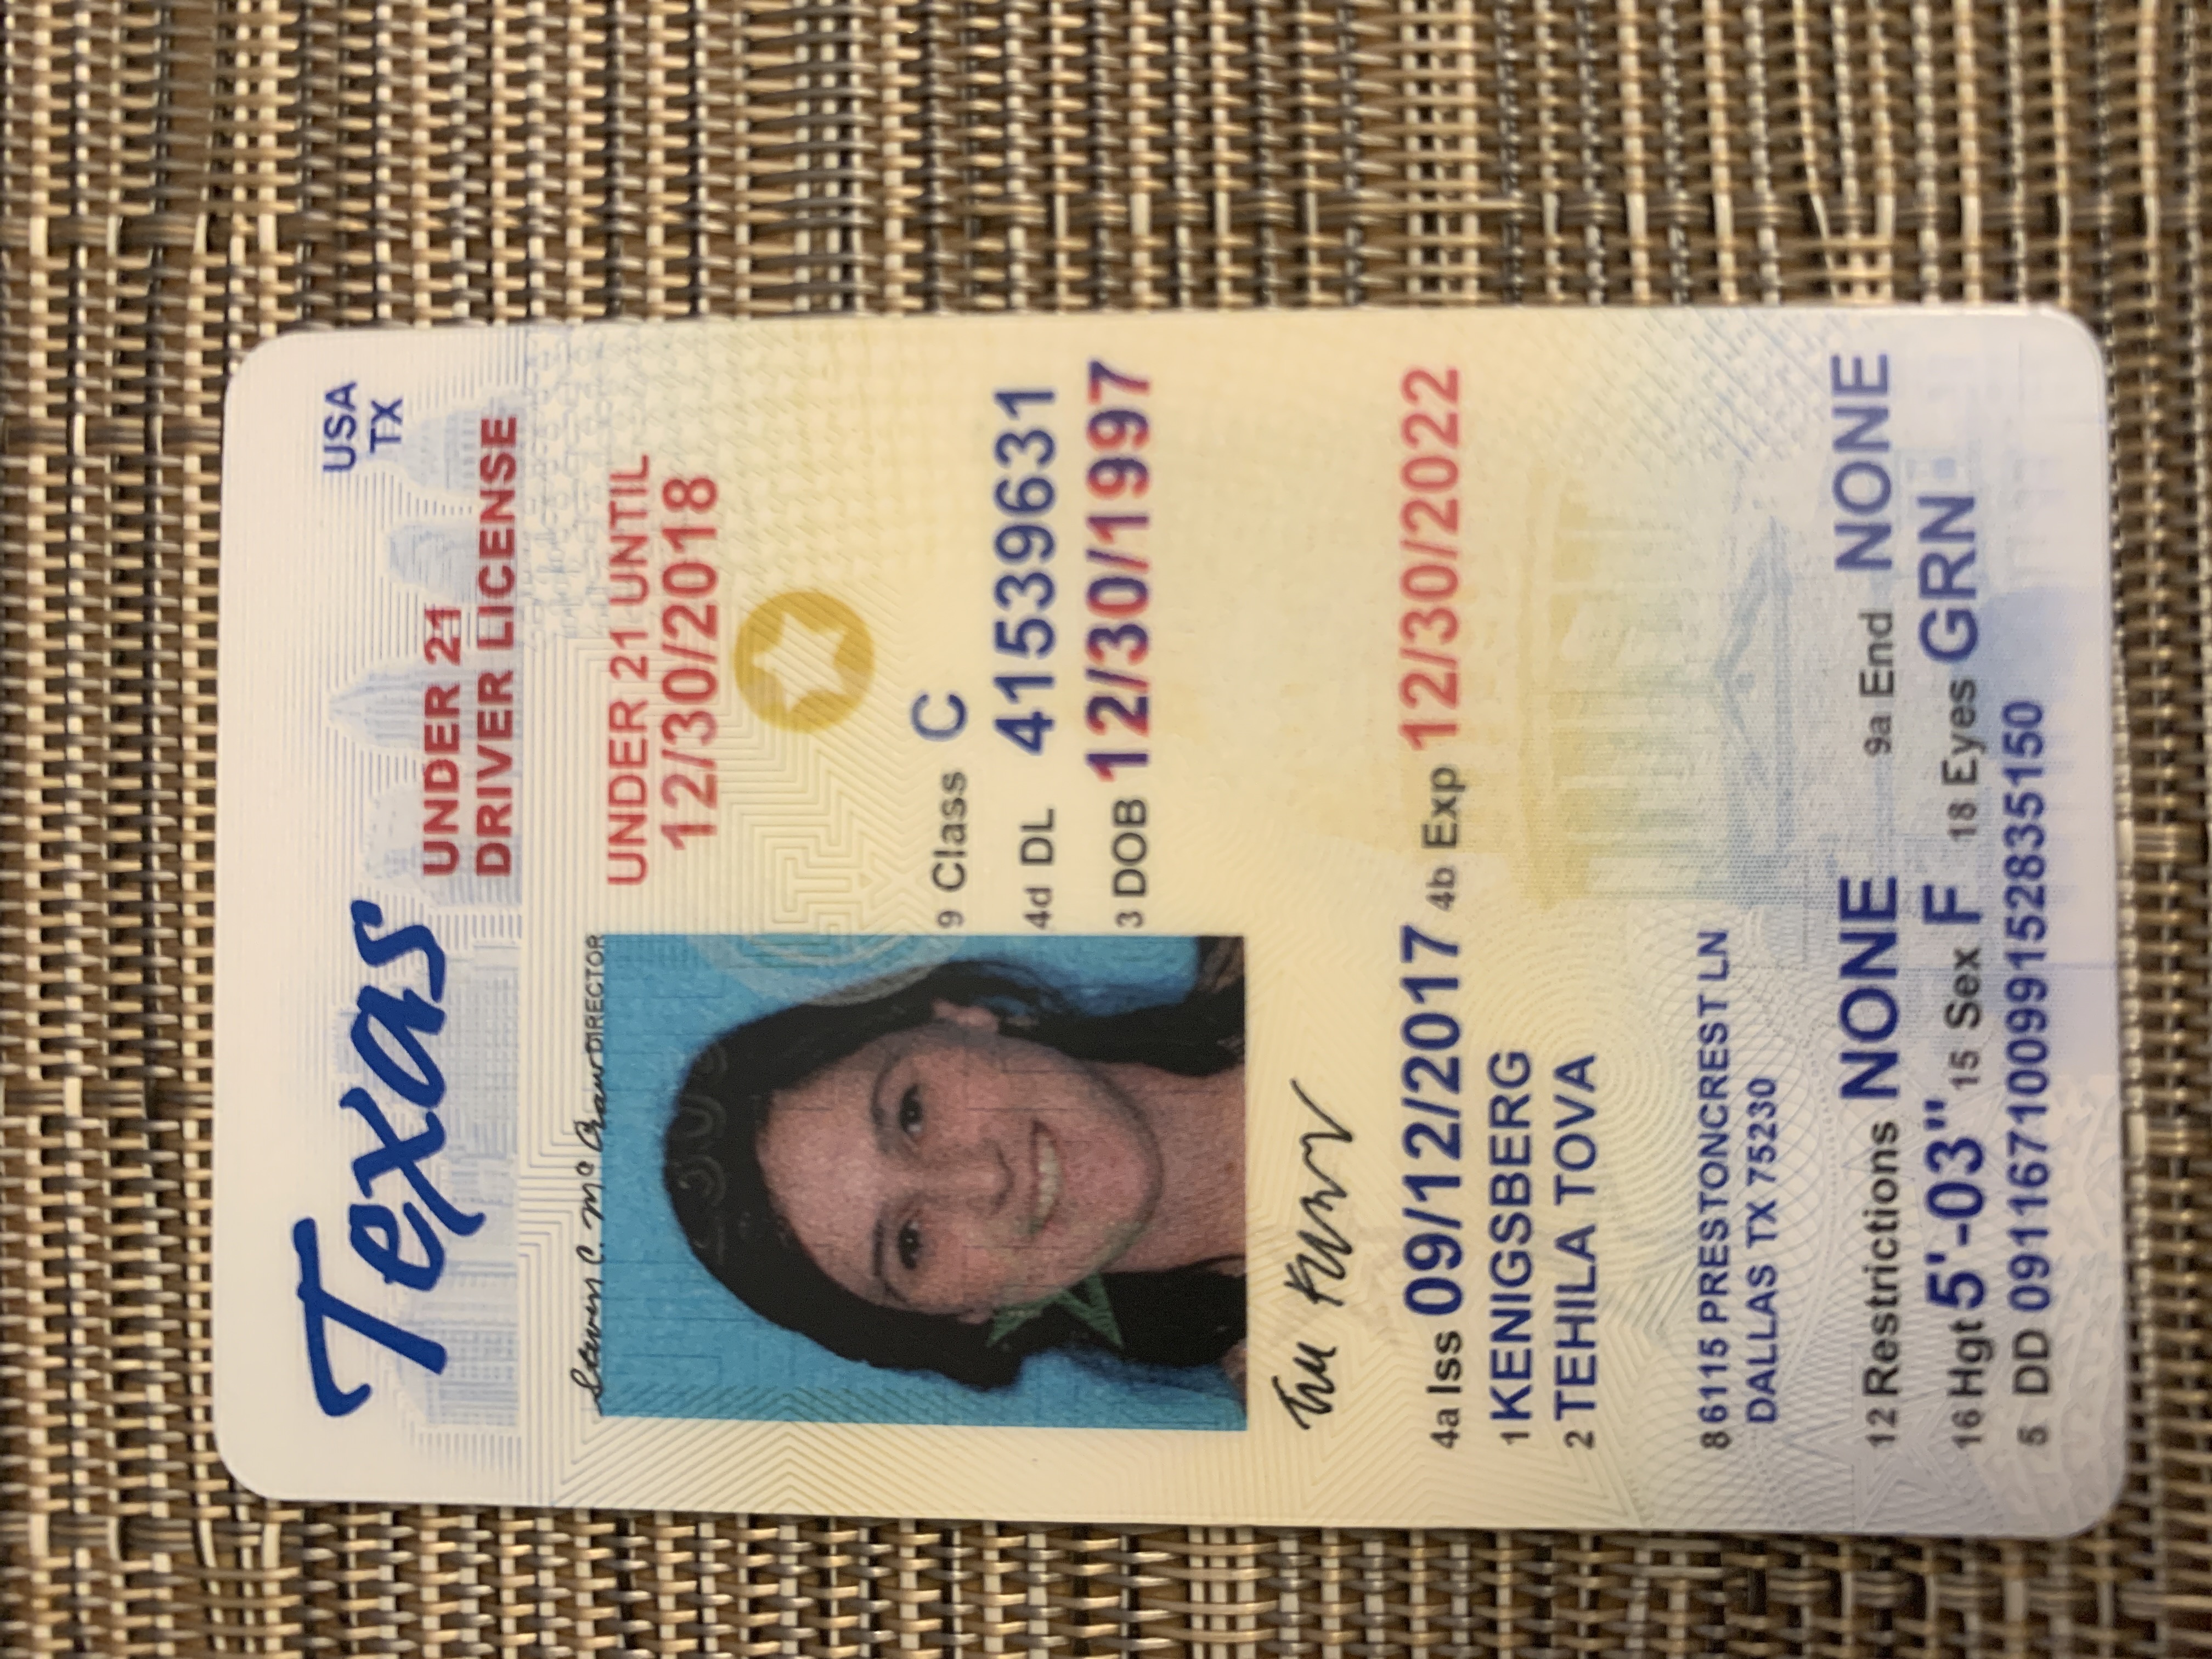 Texas
USA
TX
UNDER 21
DRIVER LICENSE
Steven C. McCraw DIRECTOR
UNDER 21 UNTIL
12/30/2018
9 Class C
4d DL 41539631
3 DOB 12/30/1997
4a Iss 09/12/2017 4b Exp 12/30/2022
1 KENIGSBERG
2 TEHILA TOVA
8 6115 PRESTONCREST LN
DALLAS TX 75230
12 Restrictions NONE 9a End NONE
16 Hgt 5'-03" 15 Sex F 18 Eyes GRN
5 DD 09116710099152835150